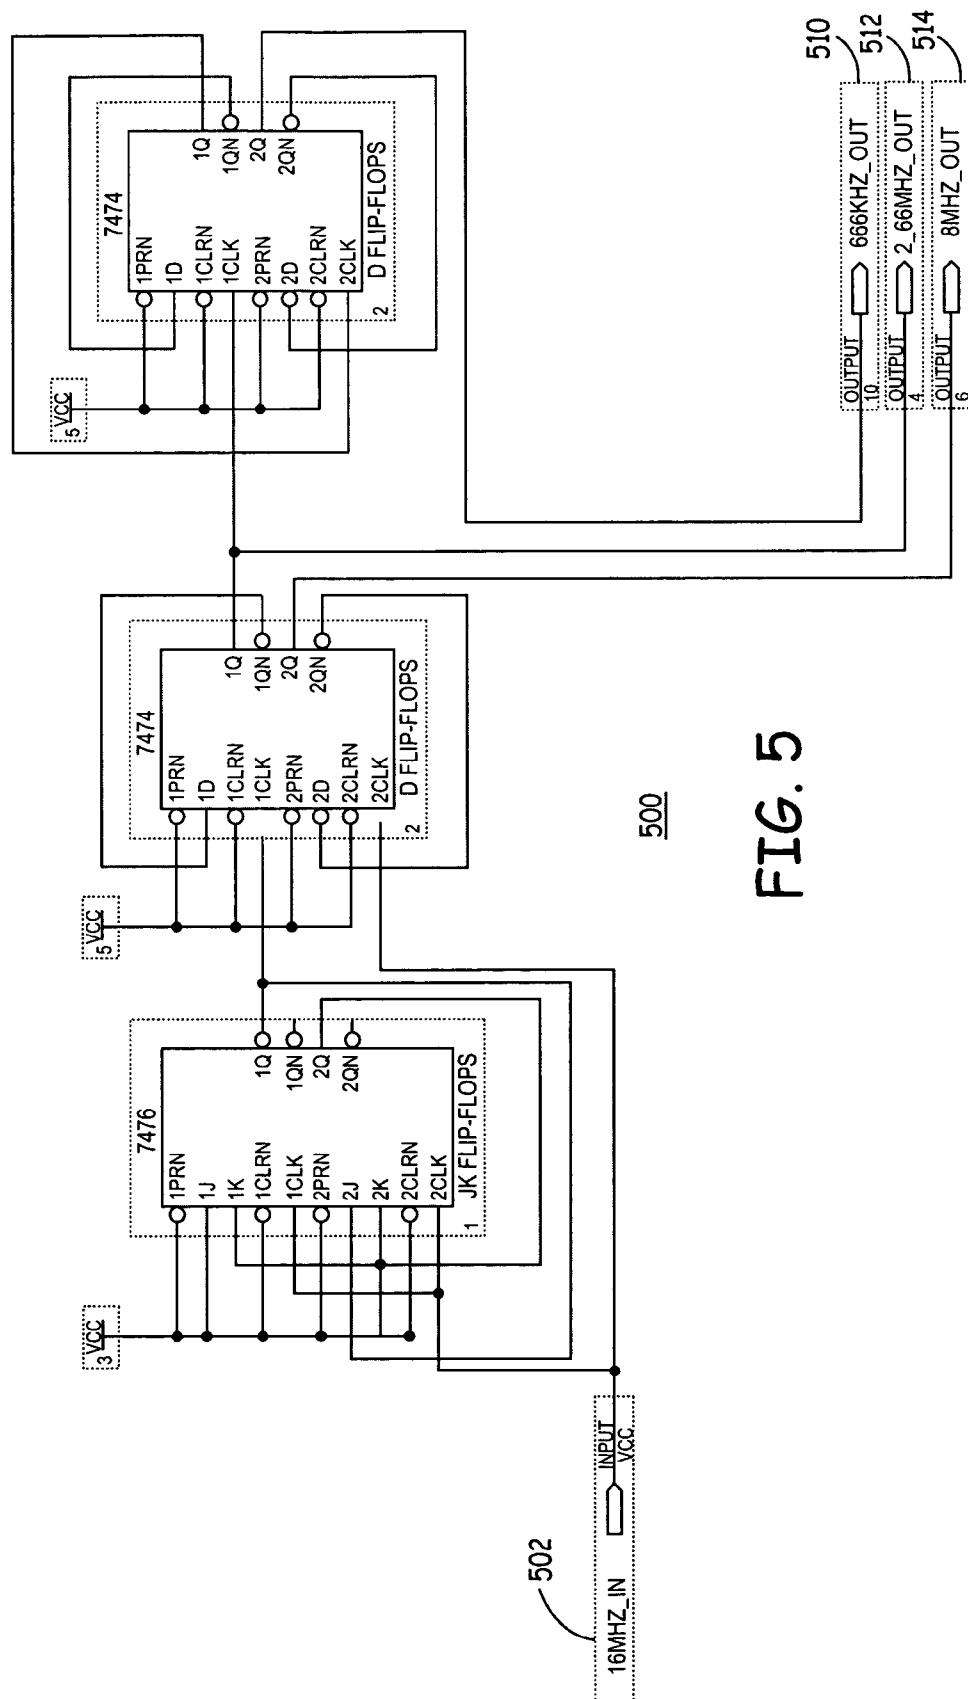 502
16MHZ_IN
INPUT
VCC
VCC
3
7476
1PRN
1J
1K
1CLRN
1CLK
2PRN
2J
2K
2CLRN
2CLK
1Q
1QN
2Q
2QN
JK FLIP-FLOPS
1
VCC
5
7474
1PRN
1D
1CLRN
1CLK
2PRN
2D
2CLRN
2CLK
1Q
1QN
2Q
2QN
D FLIP-FLOPS
2
VCC
5
7474
1PRN
1D
1CLRN
1CLK
2PRN
2D
2CLRN
2CLK
1Q
1QN
2Q
2QN
D FLIP-FLOPS
2
OUTPUT
10
666KHZ_OUT
510
OUTPUT
4
2_66MHZ_OUT
512
OUTPUT
6
8MHZ_OUT
514
500
FIG. 5